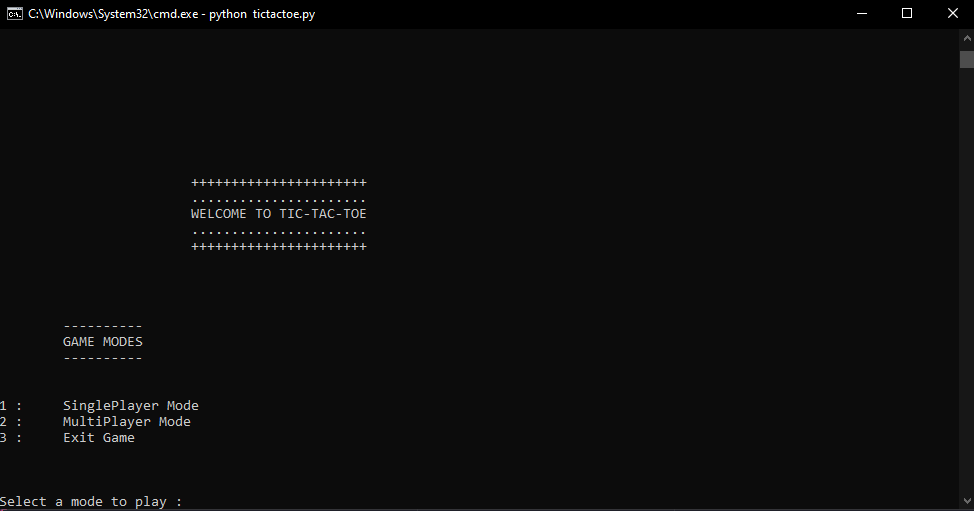 C:\Windows\System32\cmd.exe - python  tictactoe.py
++++++++++++++++++++++
......................
WELCOME TO TIC-TAC-TOE
......................
++++++++++++++++++++++
----------
GAME MODES
----------
1 :     SinglePlayer Mode
2 :     MultiPlayer Mode
3 :     Exit Game
Select a mode to play :